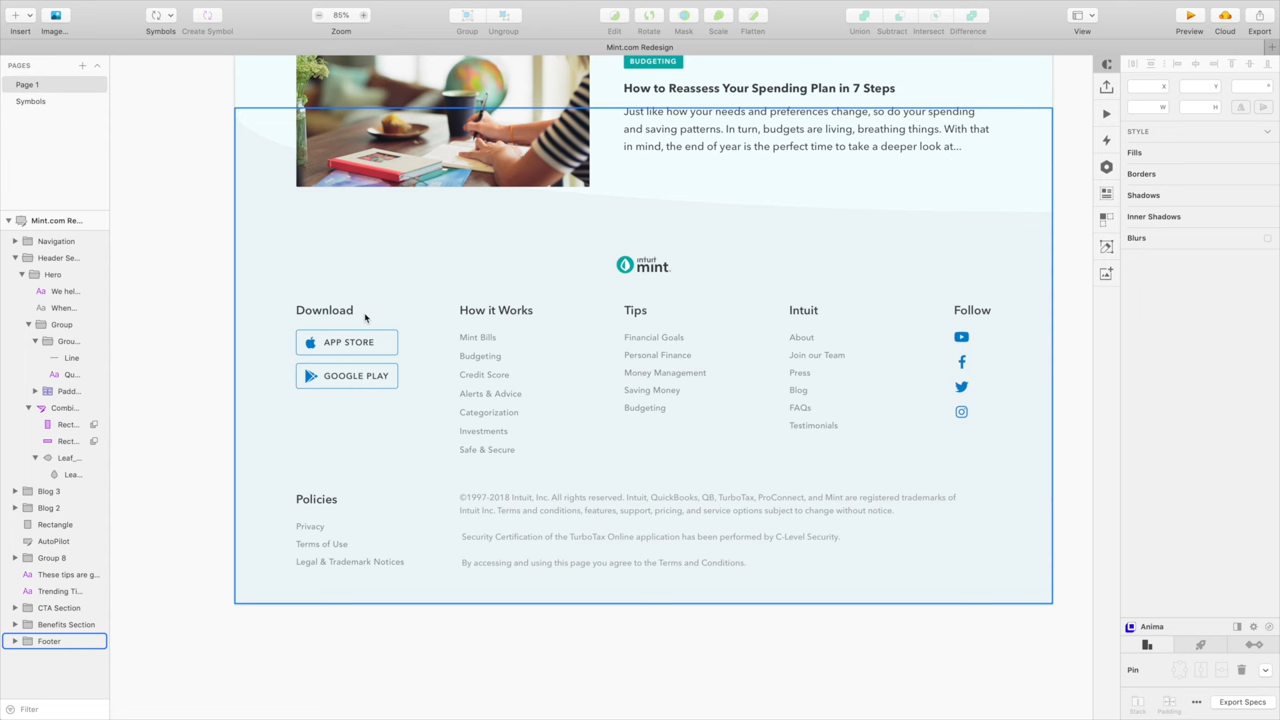 Insert
Image...
Symbols
Create Symbol
85%
Zoom
Group
Ungroup
Edit
Rotate
Mask
Scale
Flatten
Union
Subtract
Intersect
Difference
View
Preview
Cloud
Export
Mint.com Redesign
PAGES
Page 1
Symbols
Mint.com Re...
Navigation
Header Se...
Hero
Aa We hel...
Aa When...
Group
Grou...
Line
Aa Qu...
Padd...
Combi...
Rect...
Rect...
Leaf_...
Lea...
Blog 3
Blog 2
Rectangle
AutoPilot
Group 8
Aa These tips are g...
Aa Trending Ti...
CTA Section
Benefits Section
Footer
Filter
BUDGETING
How to Reassess Your Spending Plan in 7 Steps
Just like how your needs and preferences change, so do your spending
and saving patterns. In turn, budgets are living, breathing things. With that
in mind, the end of year is the perfect time to take a deeper look at...
intuit
mint.
Download
APP STORE
GOOGLE PLAY
How it Works
Mint Bills
Budgeting
Credit Score
Alerts & Advice
Categorization
Investments
Safe & Secure
Tips
Financial Goals
Personal Finance
Money Management
Saving Money
Budgeting
Intuit
About
Join our Team
Press
Blog
FAQs
Testimonials
Follow
Policies
Privacy
Terms of Use
Legal & Trademark Notices
©1997-2018 Intuit, Inc. All rights reserved. Intuit, QuickBooks, QB, TurboTax, ProConnect, and Mint are registered trademarks of
Intuit Inc. Terms and conditions, features, support, pricing, and service options subject to change without notice.
Security Certification of the TurboTax Online application has been performed by C-Level Security.
By accessing and using this page you agree to the Terms and Conditions.
X
Y
°
W
H
STYLE
Fills
Borders
Shadows
Inner Shadows
Blurs
Anima
Pin
Stack
Padding
Export Specs